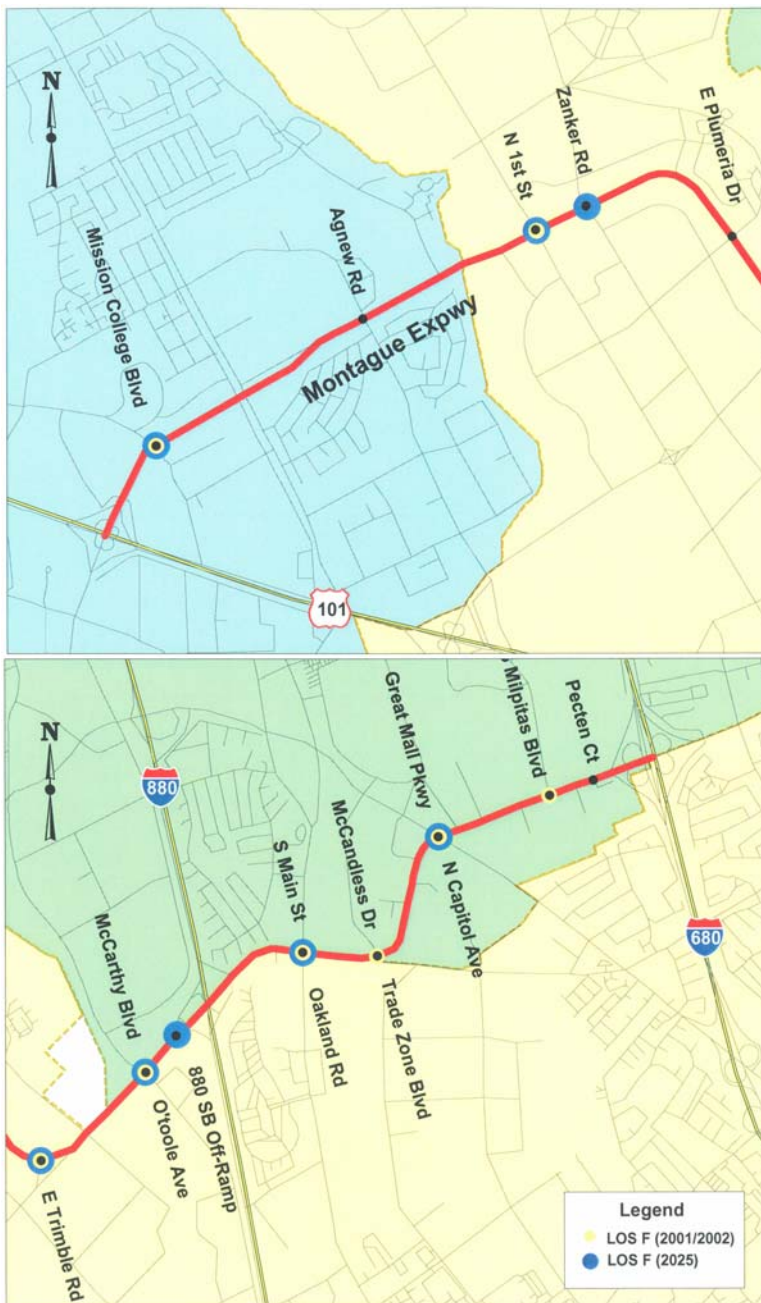 N
Mission College Blvd
Agnew Rd
Montague Expwy
N 1st St
Zanker Rd
E Plumeria Dr
101
N
880
McCarthy Blvd
S Main St
McCandless Dr
Great Mall Pkwy
Milpitas Blvd
Pecten Ct
680
N Capitol Ave
Trade Zone Blvd
Oakland Rd
880 SB Off-Ramp
O'toole Ave
E Trimble Rd
Legend
LOS F (2001/2002)
LOS F (2025)